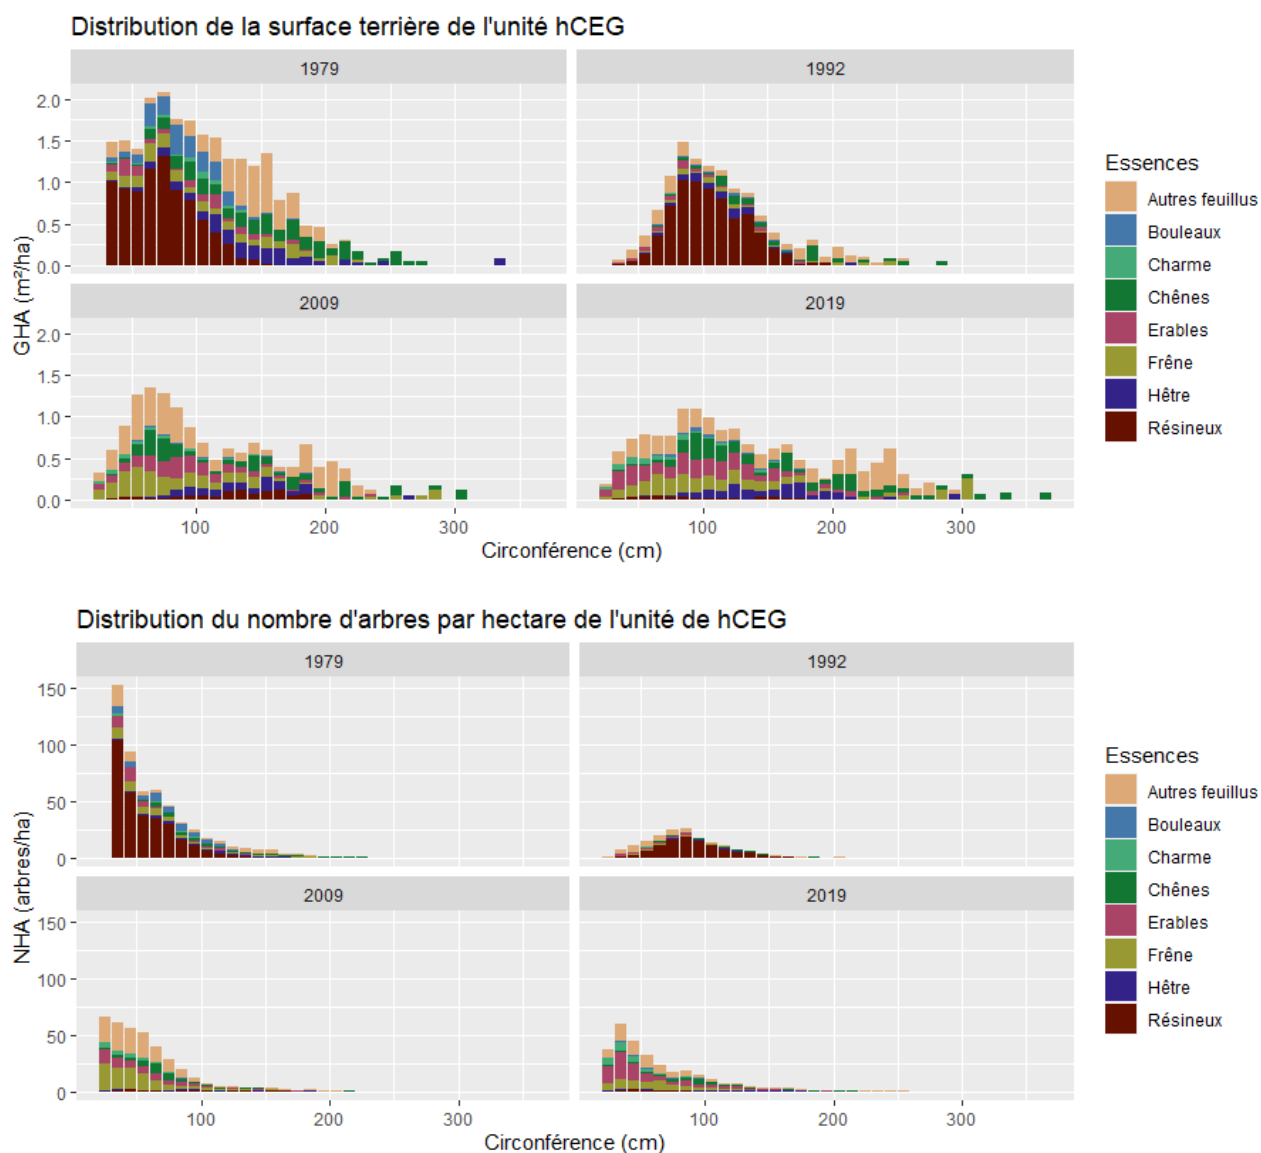 Distribution de la surface terrière de l'unité hCEG
1979
1992
2.0
1.5
1.0
0.5
0.0
2009
2019
2.0
1.5
1.0
0.5
0.0
100
200
300
100
200
300
GHA (m²/ha)
Circonférence (cm)
Essences
Autres feuillus
Bouleaux
Charme
Chênes
Erables
Frêne
Hêtre
Résineux
Distribution du nombre d'arbres par hectare de l'unité de hCEG
1979
1992
150
100
50
0
2009
2019
150
100
50
0
100
200
300
100
200
300
NHA (arbres/ha)
Circonférence (cm)
Essences
Autres feuillus
Bouleaux
Charme
Chênes
Erables
Frêne
Hêtre
Résineux